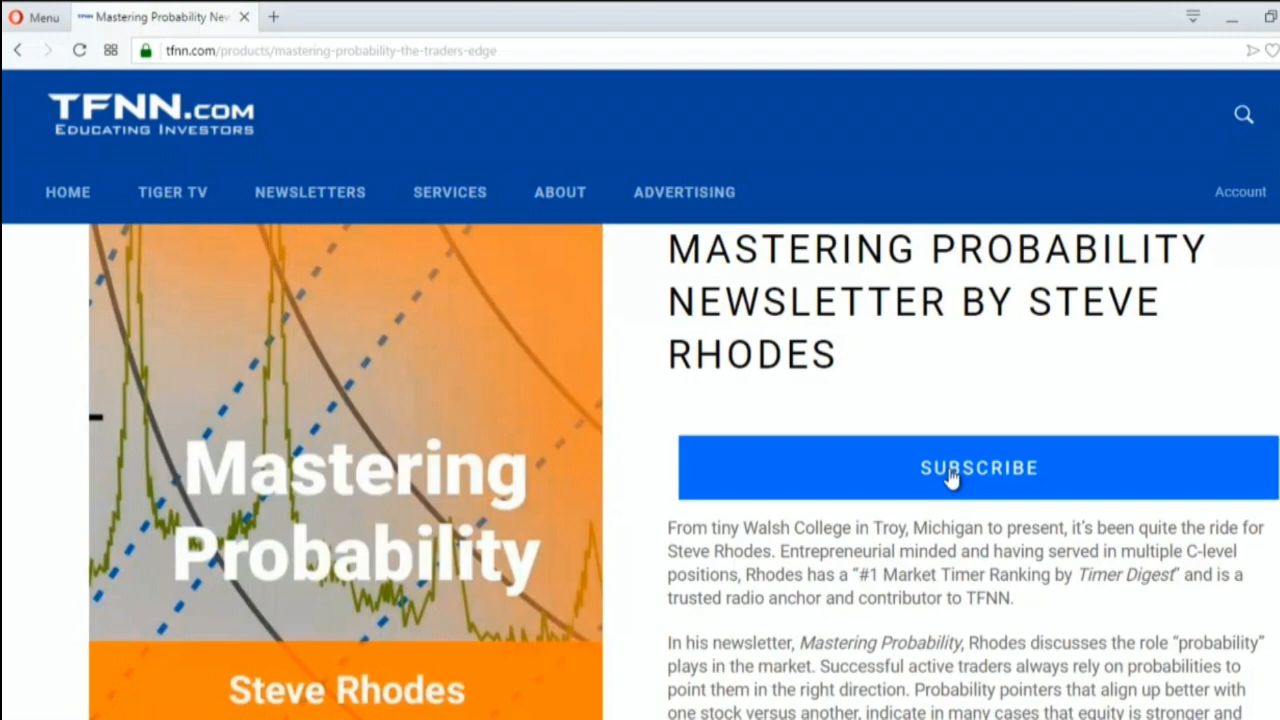 Menu
Mastering Probability New
tfnn.com/products/mastering-probability-the-traders-edge
TFNN.COM
EDUCATING INVESTORS
HOME TIGER TV NEWSLETTERS SERVICES ABOUT ADVERTISING Account
MASTERING PROBABILITY
NEWSLETTER BY STEVE
RHODES
SUBSCRIBE
Mastering
Probability
Steve Rhodes
From tiny Walsh College in Troy, Michigan to present, it's been quite the ride for
Steve Rhodes. Entrepreneurial minded and having served in multiple C-level
positions, Rhodes has a "#1 Market Timer Ranking by Timer Digest" and is a
trusted radio anchor and contributor to TFNN.
In his newsletter, Mastering Probability, Rhodes discusses the role "probability"
plays in the market. Successful active traders always rely on probabilities to
point them in the right direction. Probability pointers that align up better with
one stock versus another, indicate in many cases that equity is stronger and